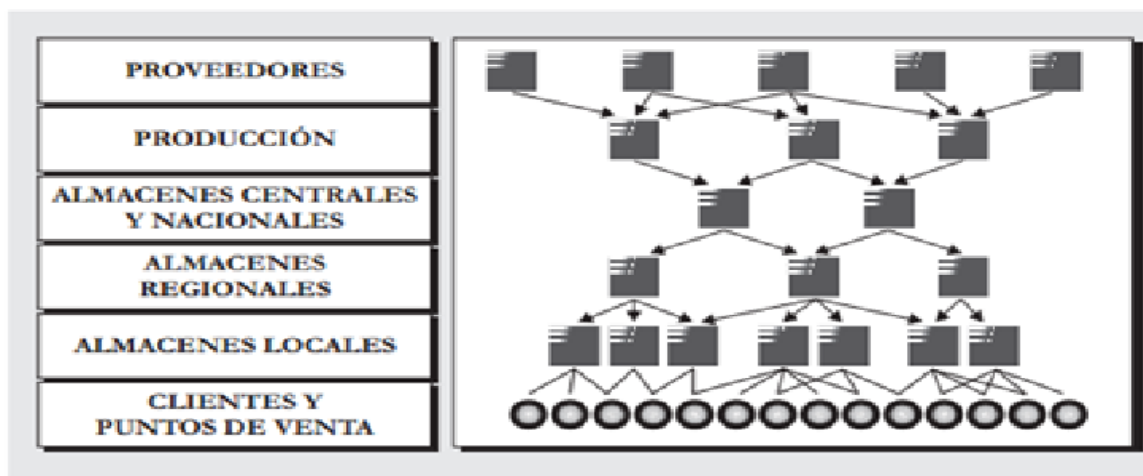 PROVEEDORES
PRODUCCIÓN
ALMACENES CENTRALES
Y NACIONALES
ALMACENES
REGIONALES
ALMACENES LOCALES
CLIENTES Y
PUNTOS DE VENTA